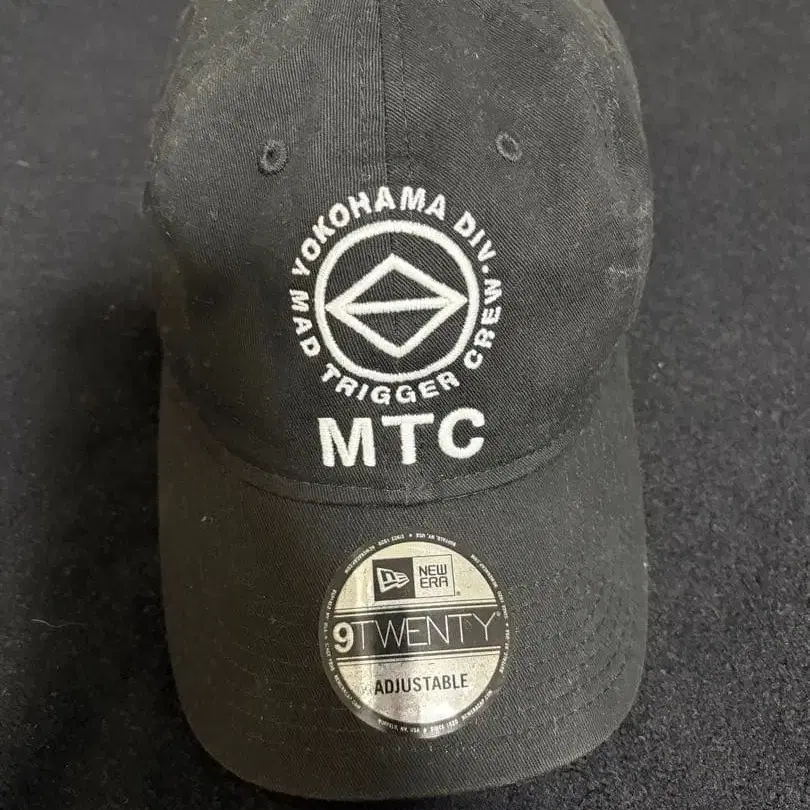 YOKOHAMA DIV.
MAD TRIGGER CREW
MTC
NEW ERA
9TWENTY
ADJUSTABLE